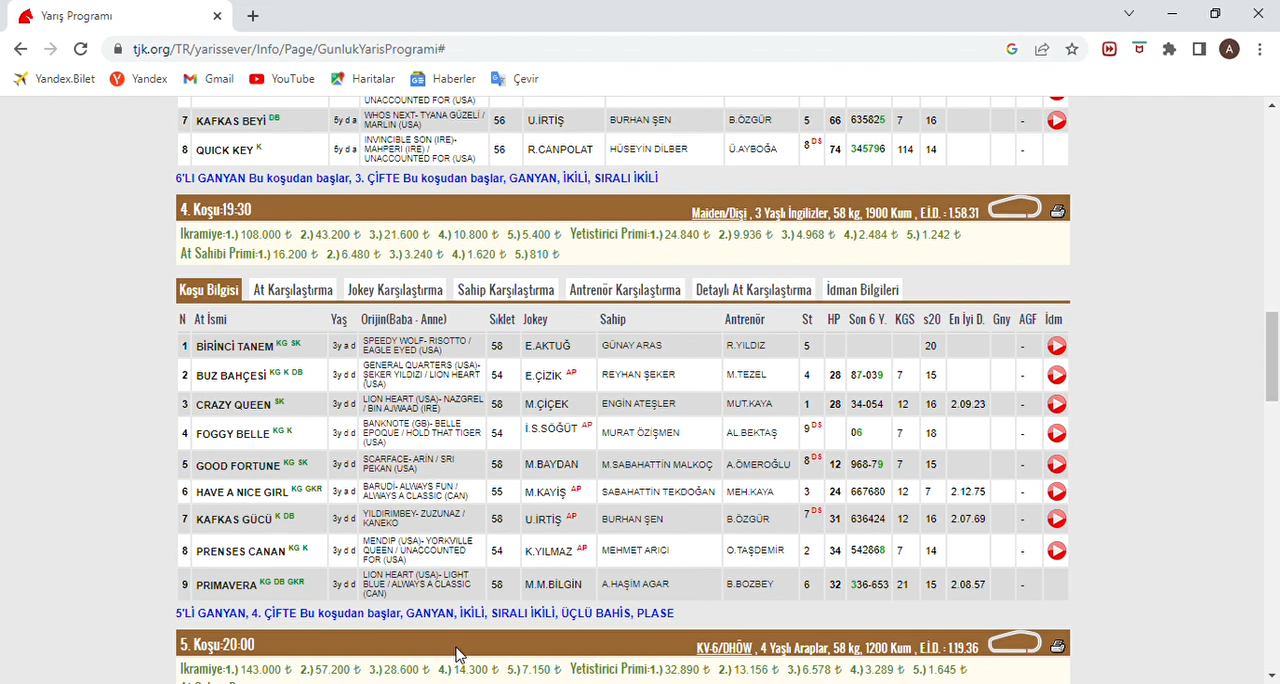 Yarış Programı
tjk.org/TR/yarissever/Info/Page/GunlukYarisProgrami#
A
Yandex.Bilet Yandex Gmail YouTube Haritalar Haberler Çevir
UNACCOUNTED FOR (USA)
7 KAFKAS BEYİ DB 5y d a WHOS NEXT- TYANA GÜZELİ / MARLIN (USA) 56 U.İRTİŞ BURHAN ŞEN B.ÖZGÜR 5 66 635825 7 16 -
8 QUICK KEY K 5y d a INVINCIBLE SON (IRE)- MAHPERİ (IRE) / UNACCOUNTED FOR (USA) 56 R.CANPOLAT HÜSEYİN DİLBER Ü.AYBOĞA 8 DS 74 345796 114 14 -
6'LI GANYAN Bu koşudan başlar, 3. ÇİFTE Bu koşudan başlar, GANYAN, İKİLİ, SIRALI İKİLİ
4. Koşu:19:30 Maiden/Dişi , 3 Yaşlı İngilizler, 58 kg, 1900 Kum , E.İ.D. : 1.58.31
Ikramiye:1.) 108.000 ₺ 2.) 43.200 ₺ 3.) 21.600 ₺ 4.) 10.800 ₺ 5.) 5.400 ₺ Yetistirici Primi:1.) 24.840 ₺ 2.) 9.936 ₺ 3.) 4.968 ₺ 4.) 2.484 ₺ 5.) 1.242 ₺
At Sahibi Primi:1.) 16.200 ₺ 2.) 6.480 ₺ 3.) 3.240 ₺ 4.) 1.620 ₺ 5.) 810 ₺
Koşu Bilgisi At Karşılaştırma Jokey Karşılaştırma Sahip Karşılaştırma Antrenör Karşılaştırma Detaylı At Karşılaştırma İdman Bilgileri
N At İsmi Yaş Orijin(Baba - Anne) Sıklet Jokey Sahip Antrenör St HP Son 6 Y. KGS s20 En İyi D. Gny AGF İdm
1 BİRİNCİ TANEM KG SK 3y a d SPEEDY WOLF- RISOTTO / EAGLE EYED (USA) 58 E.AKTUĞ GÜNAY ARAS R.YILDIZ 5 20 -
2 BUZ BAHÇESİ KG K DB 3y d d GENERAL QUARTERS (USA)- ŞEKER YILDIZI / LION HEART (USA) 54 E.ÇİZİK AP REYHAN ŞEKER M.TEZEL 4 28 87-039 7 15 -
3 CRAZY QUEEN SK 3y d d LION HEART (USA)- NAZGREL / BIN AJWAAD (IRE) 58 M.ÇİÇEK ENGİN ATEŞLER MUT.KAYA 1 28 34-054 12 16 2.09.23 -
4 FOGGY BELLE KG K 3y d d BANKNOTE (GB)- BELLE EPOQUE / HOLD THAT TIGER (USA) 54 İ.S.SÖĞÜT AP MURAT ÖZİŞMEN AL.BEKTAŞ 9 DS 06 7 18 -
5 GOOD FORTUNE KG SK 3y d d SCARFACE- ARİN / SRI PEKAN (USA) 58 M.BAYDAN M.SABAHATTİN MALKOÇ A.ÖMEROĞLU 8 DS 12 968-79 7 15 -
6 HAVE A NICE GIRL KG GKR 3y a d BARUDİ- ALWAYS FUN / ALWAYS A CLASSIC (CAN) 55 M.KAYİŞ AP SABAHATTİN TEKDOĞAN MEH.KAYA 3 24 667680 12 7 2.12.75 -
7 KAFKAS GÜCÜ K DB 3y d d YILDIRIMBEY- ZUZUNAZ / KANEKO 58 U.İRTİŞ AP BURHAN ŞEN B.ÖZGÜR 7 DS 31 636424 12 16 2.07.69 -
8 PRENSES CANAN KG K 3y d d MENDIP (USA)- YORKVILLE QUEEN / UNACCOUNTED FOR (USA) 54 K.YILMAZ AP MEHMET ARICI O.TAŞDEMİR 2 34 542868 7 14 -
9 PRIMAVERA KG DB GKR 3y d d LION HEART (USA)- LIGHT BLUE / ALWAYS A CLASSIC (CAN) 58 M.M.BİLGİN A.HAŞİM AGAR B.BOZBEY 6 32 336-653 21 15 2.08.57 -
5'Lİ GANYAN, 4. ÇİFTE Bu koşudan başlar, GANYAN, İKİLİ, SIRALI İKİLİ, ÜÇLÜ BAHİS, PLASE
5. Koşu:20:00 KV-6/DHÖW , 4 Yaşlı Araplar, 58 kg, 1200 Kum , E.İ.D. : 1.19.36
Ikramiye:1.) 143.000 ₺ 2.) 57.200 ₺ 3.) 28.600 ₺ 4.) 14.300 ₺ 5.) 7.150 ₺ Yetistirici Primi:1.) 32.890 ₺ 2.) 13.156 ₺ 3.) 6.578 ₺ 4.) 3.289 ₺ 5.) 1.645 ₺